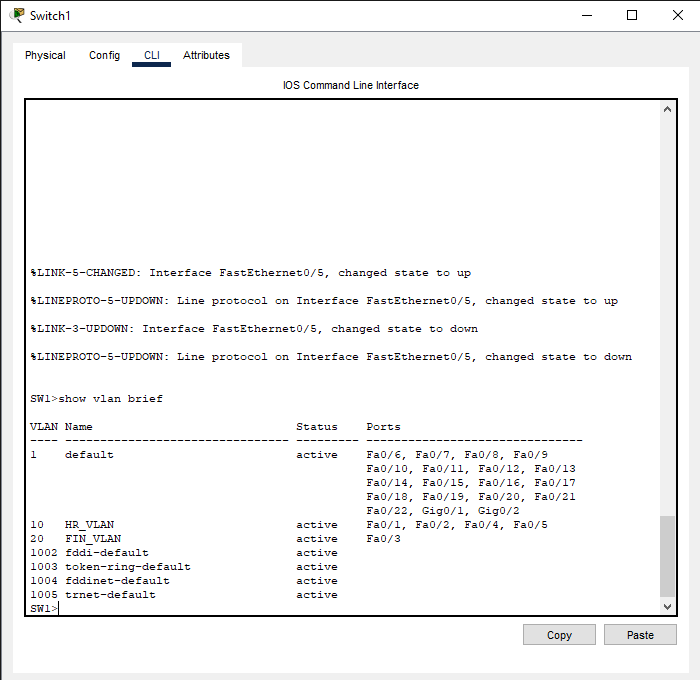 Switch1
Physical Config CLI Attributes
IOS Command Line Interface
%LINK-5-CHANGED: Interface FastEthernet0/5, changed state to up
%LINEPROTO-5-UPDOWN: Line protocol on Interface FastEthernet0/5, changed state to up
%LINK-3-UPDOWN: Interface FastEthernet0/5, changed state to down
%LINEPROTO-5-UPDOWN: Line protocol on Interface FastEthernet0/5, changed state to down
SW1>show vlan brief
VLAN Name                             Status    Ports
---- -------------------------------- --------- -------------------------------
1    default                          active    Fa0/6, Fa0/7, Fa0/8, Fa0/9
                                                Fa0/10, Fa0/11, Fa0/12, Fa0/13
                                                Fa0/14, Fa0/15, Fa0/16, Fa0/17
                                                Fa0/18, Fa0/19, Fa0/20, Fa0/21
                                                Fa0/22, Gig0/1, Gig0/2
10   HR_VLAN                          active    Fa0/1, Fa0/2, Fa0/4, Fa0/5
20   FIN_VLAN                         active    Fa0/3
1002 fddi-default                     active
1003 token-ring-default               active
1004 fddinet-default                  active
1005 trnet-default                    active
SW1>
Copy Paste